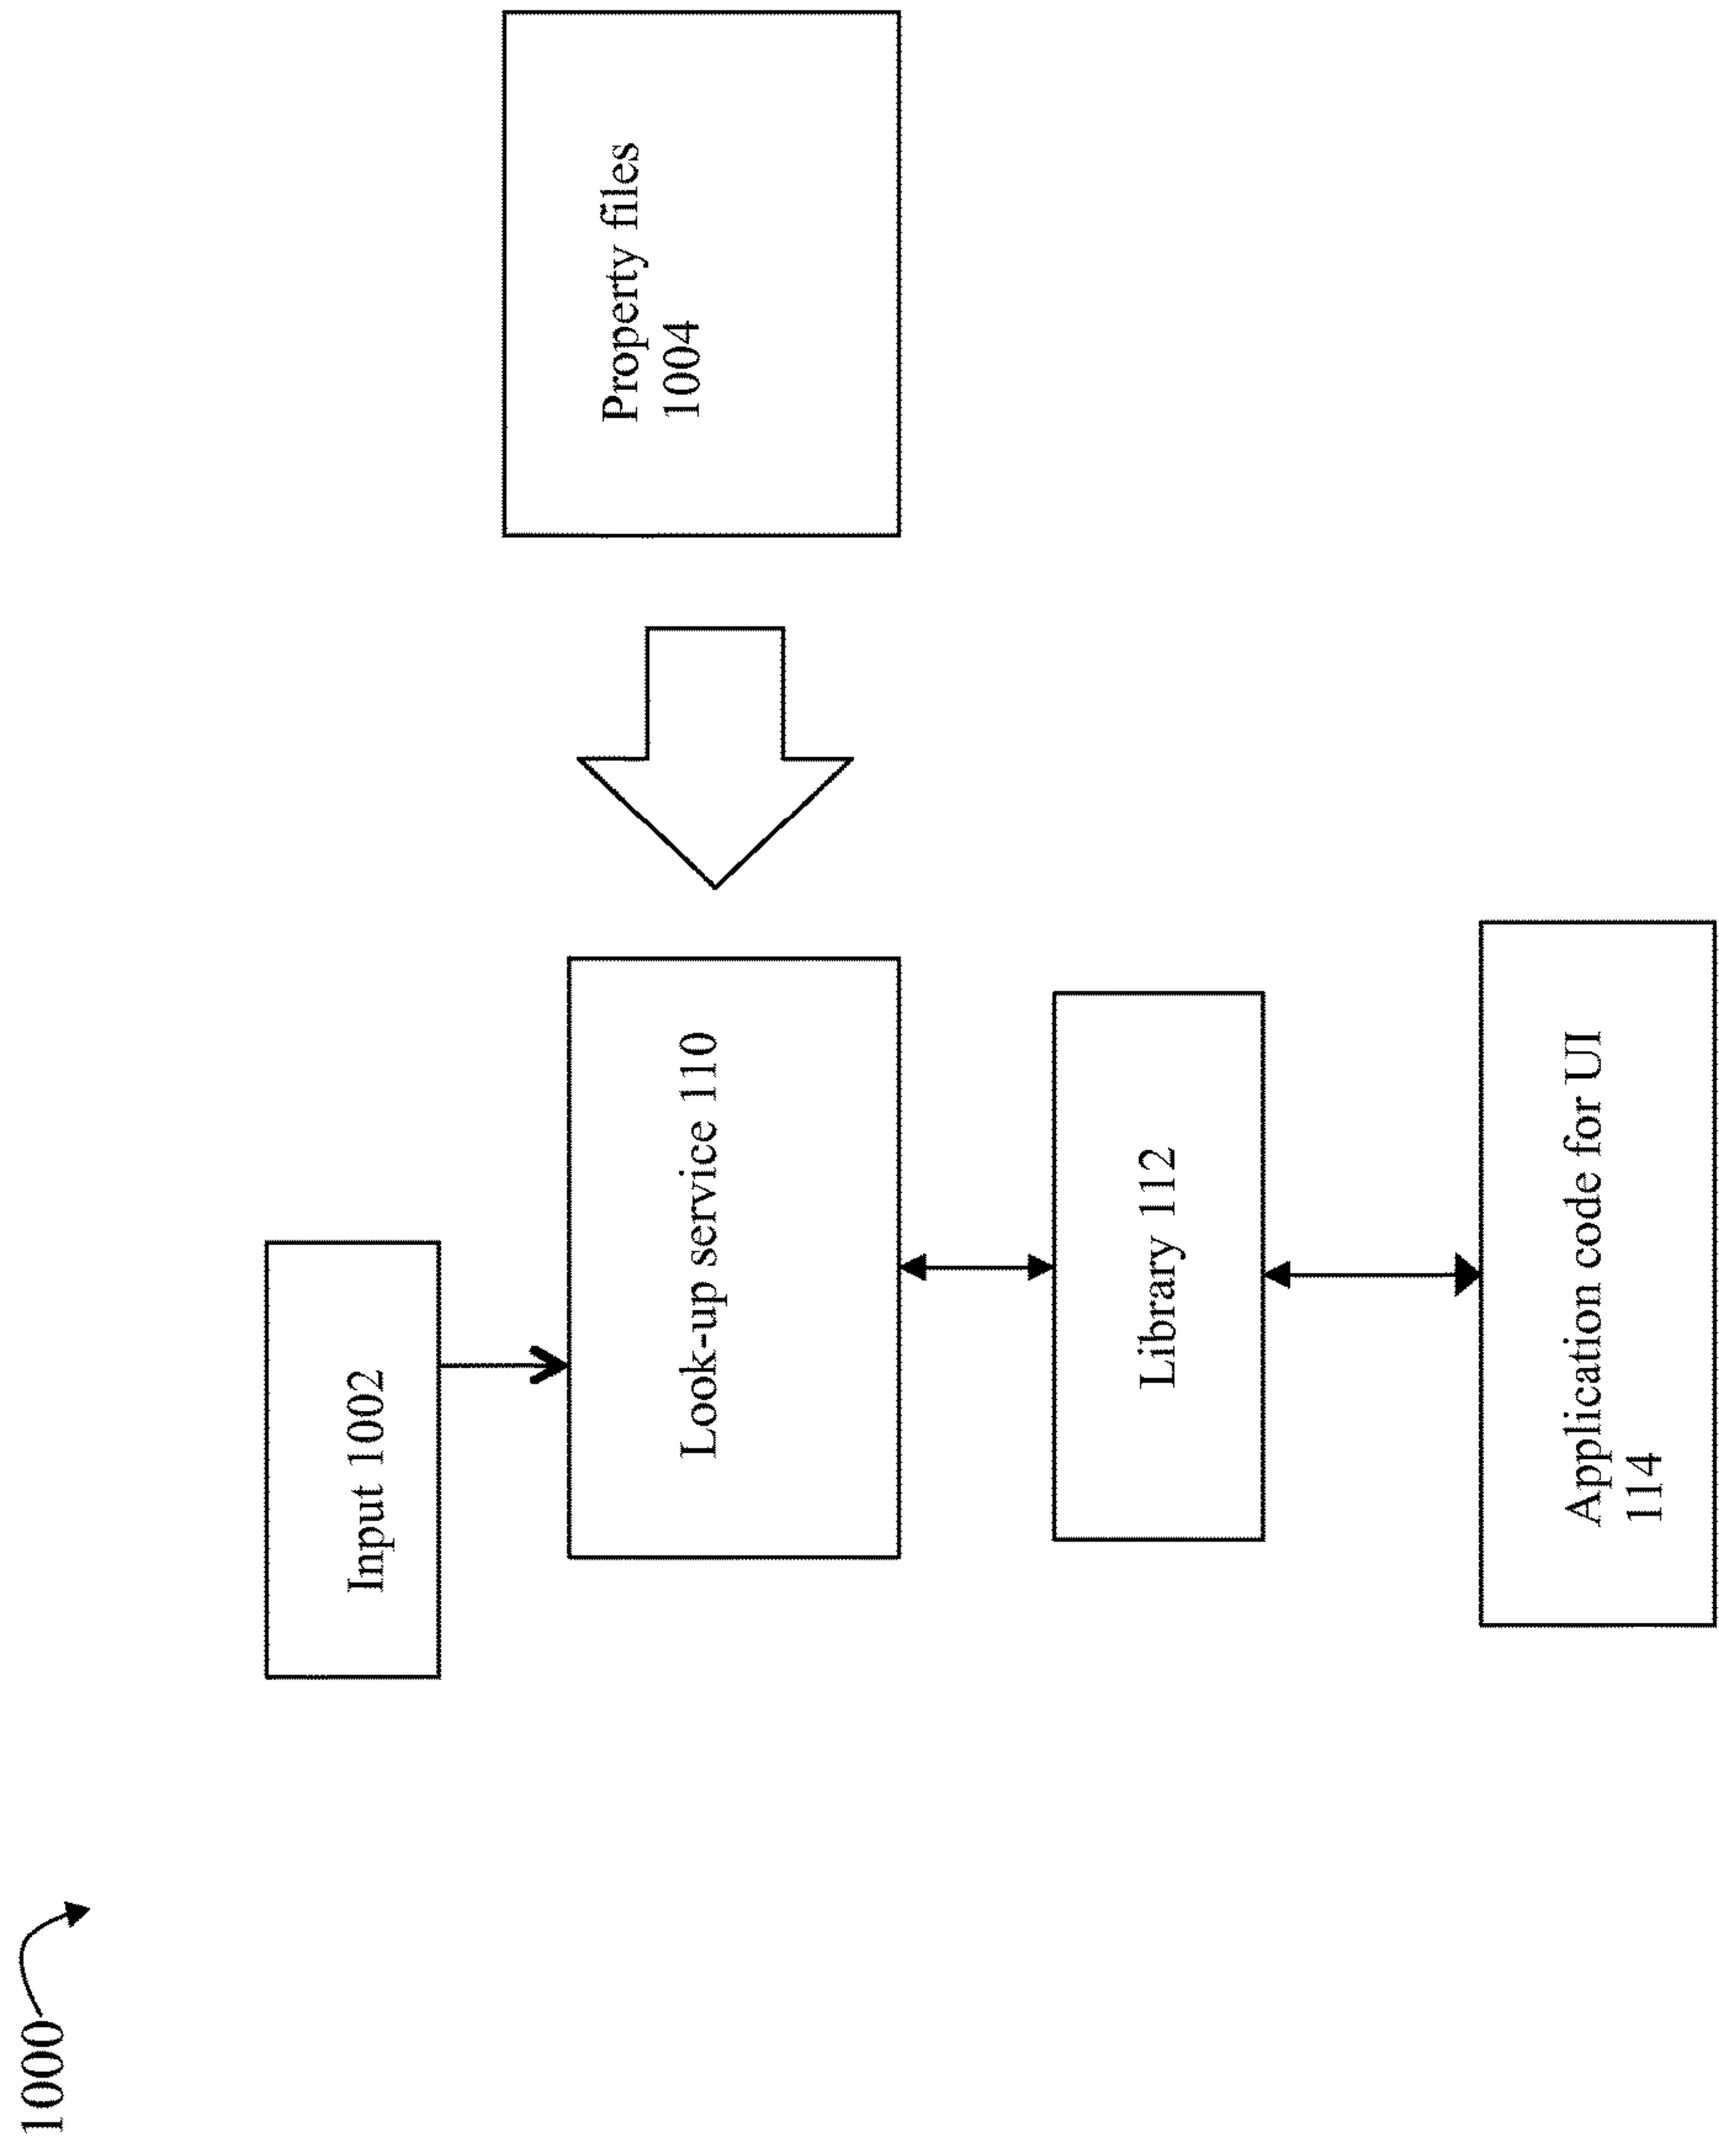 1000
Input 1002
Look-up service 110
Property files
1004
Library 112
Application code for UI
114